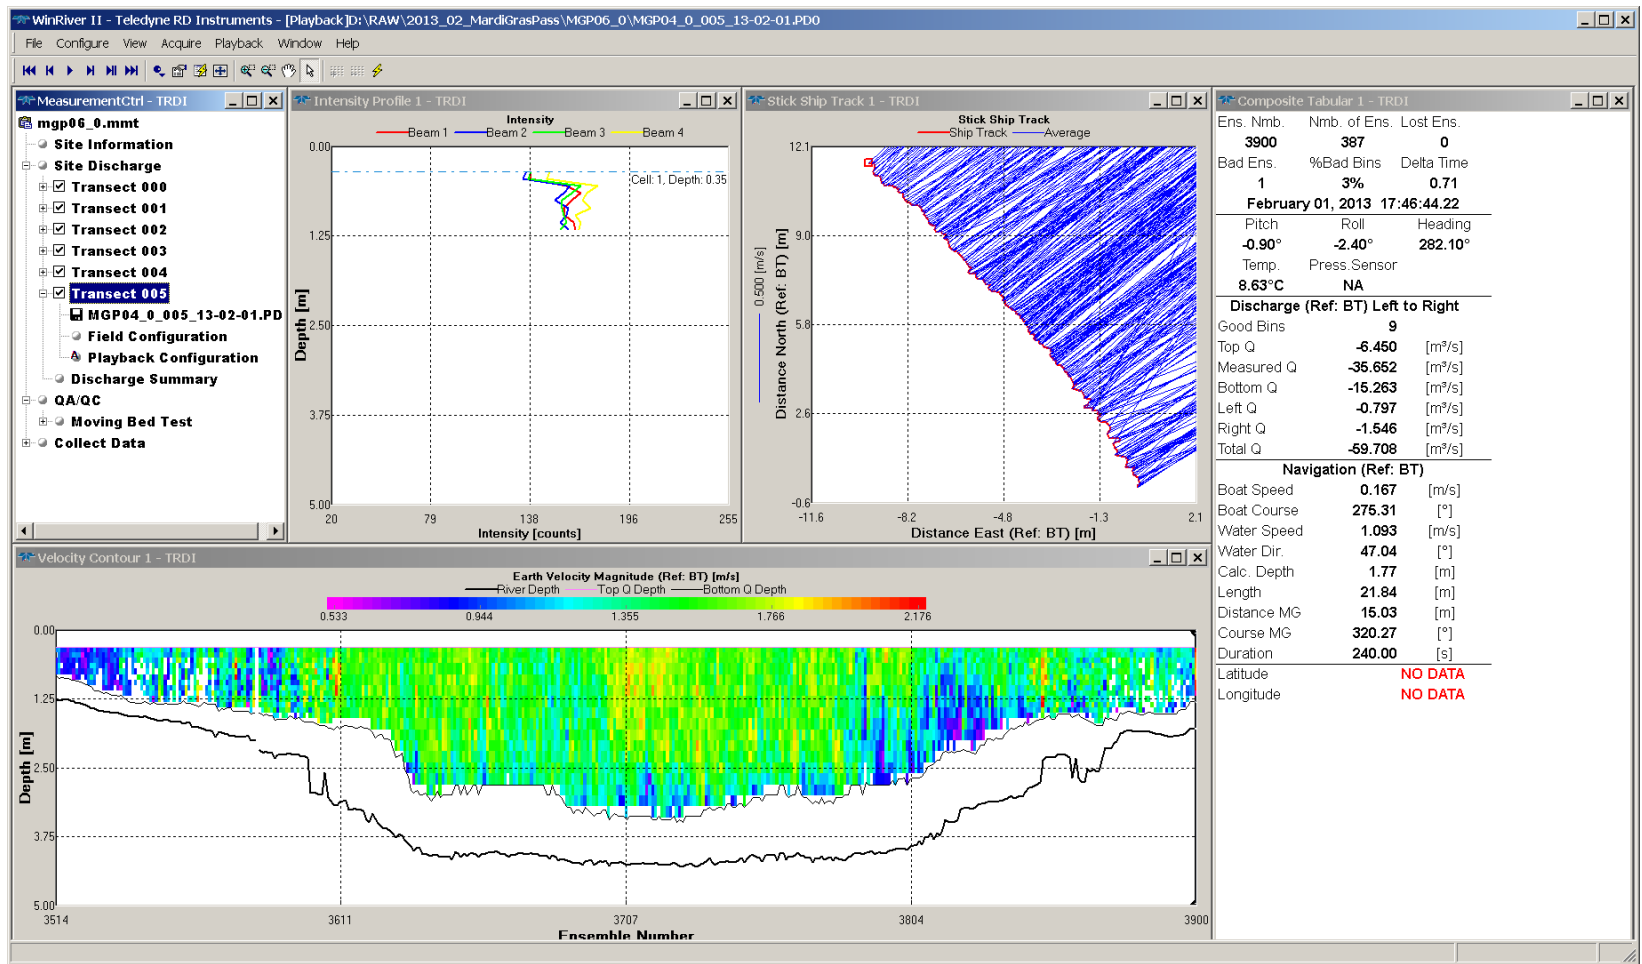 WinRiver II - Teledyne RD Instruments - [Playback]D:\RAW\2013_02_MardiGrasPass\MGP06_0\MGP04_0_005_13-02-01.PD0
File Configure View Acquire Playback Window Help
MeasurementCtrl - TRDI
mgp06_0.mmt
Site Information
Site Discharge
Transect 000
Transect 001
Transect 002
Transect 003
Transect 004
Transect 005
MGP04_0_005_13-02-01.PD
Field Configuration
Playback Configuration
Discharge Summary
QA/QC
Moving Bed Test
Collect Data
Intensity Profile 1 - TRDI
Intensity
Beam 1 Beam 2 Beam 3 Beam 4
0.00
Cell: 1, Depth: 0.35
1.25
2.50
3.75
5.00
Depth [m]
20 79 138 196 255
Intensity [counts]
Stick Ship Track 1 - TRDI
Stick Ship Track
Ship Track Average
12.1
9.0
5.8
2.6
-0.6
0.500 [m/s]
Distance North (Ref: BT) [m]
-11.6 -8.2 -4.8 -1.3 2.1
Distance East (Ref: BT) [m]
Composite Tabular 1 - TRDI
Ens. Nmb. Nmb. of Ens. Lost Ens.
3900 387 0
Bad Ens. %Bad Bins Delta Time
1 3% 0.71
February 01, 2013 17:46:44.22
Pitch Roll Heading
-0.90° -2.40° 282.10°
Temp. Press.Sensor
8.63°C NA
Discharge (Ref: BT) Left to Right
Good Bins 9
Top Q -6.450 [m³/s]
Measured Q -35.652 [m³/s]
Bottom Q -15.263 [m³/s]
Left Q -0.797 [m³/s]
Right Q -1.546 [m³/s]
Total Q -59.708 [m³/s]
Navigation (Ref: BT)
Boat Speed 0.167 [m/s]
Boat Course 275.31 [°]
Water Speed 1.093 [m/s]
Water Dir. 47.04 [°]
Calc. Depth 1.77 [m]
Length 21.84 [m]
Distance MG 15.03 [m]
Course MG 320.27 [°]
Duration 240.00 [s]
Latitude NO DATA
Longitude NO DATA
Velocity Contour 1 - TRDI
Earth Velocity Magnitude (Ref: BT) [m/s]
River Depth Top Q Depth Bottom Q Depth
0.533 0.944 1.355 1.766 2.176
0.00
1.25
2.50
3.75
5.00
Depth [m]
3514 3611 3707 3804 3900
Ensemble Number